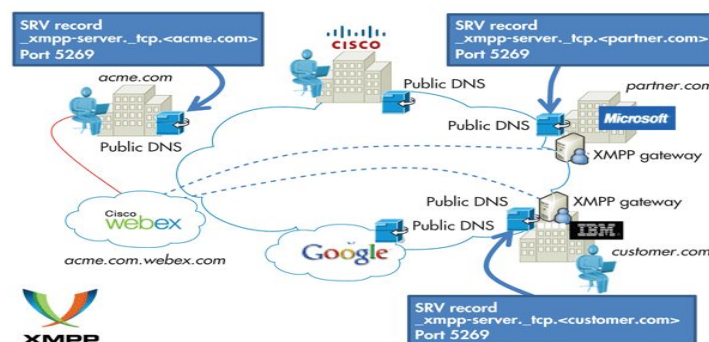 SRV record
_xmpp-server._tcp.<acme.com>
Port 5269
CISCO
SRV record
_xmpp-server._tcp.<partner.com>
Port 5269
acme.com
Public DNS
partner.com
Public DNS
Microsoft
Public DNS
XMPP gateway
Public DNS
XMPP gateway
Cisco
webex
Public DNS
IBM
Google
acme.com.webex.com
customer.com
SRV record
_xmpp-server._tcp.<customer.com>
Port 5269
XMPP